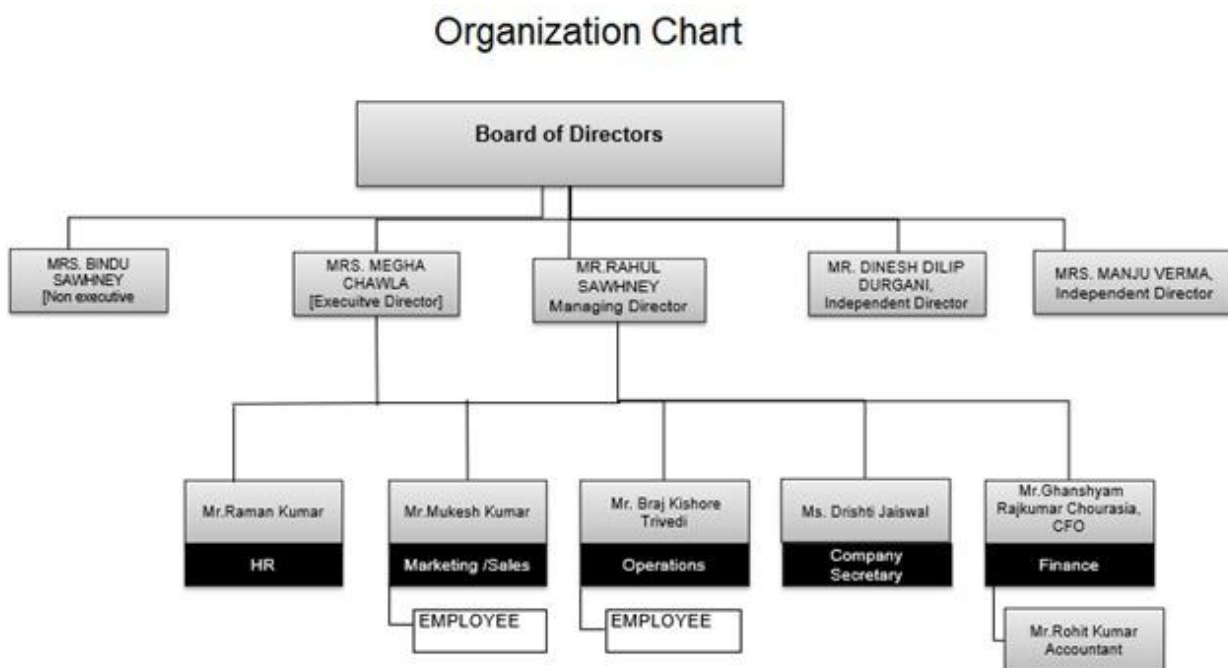 Organization Chart
Board of Directors
MRS. BINDU
SAWHNEY
[Non executive
MRS. MEGHA
CHAWLA
[Execuitve Director]
MR.RAHUL
SAWHNEY
Managing Director
MR. DINESH DILIP
DURGANI,
Independent Director
MRS. MANJU VERMA,
Independent Director
Mr.Raman Kumar
HR
Mr.Mukesh Kumar
Marketing /Sales
EMPLOYEE
Mr. Braj Kishore
Trivedi
Operations
EMPLOYEE
Ms. Drishti Jaiswal
Company
Secretary
Mr.Ghanshyam
Rajkumar Chourasia,
CFO
Finance
Mr.Rohit Kumar
Accountant